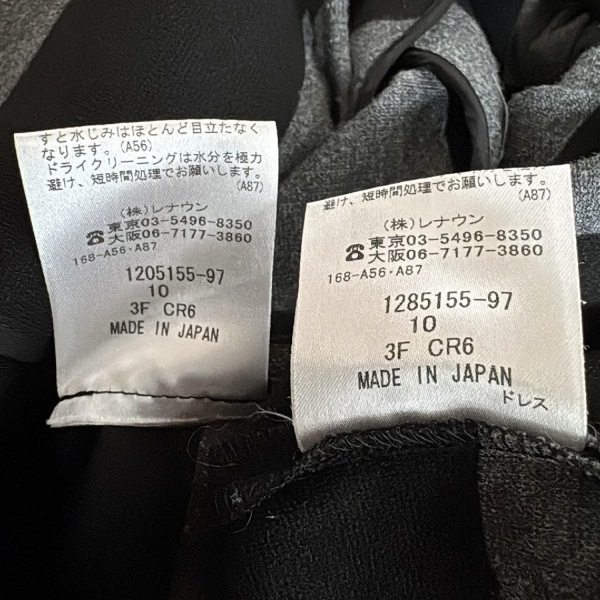 すと水じみはほとんど目立たなく
なります。(A56)
ドライクリーニングは水分を極力
避け、短時間処理でお願いします。
(A87)
(株)レナウン
☎東京03-5496-8350
大阪06-7177-3860
168-A56・A87
1205155-97
10
3F CR6
MADE IN JAPAN
避け、短時間処理でお願いします。
(A87)
(株)レナウン
☎東京03-5496-8350
大阪06-7177-3860
168-A56・A87
1285155-97
10
3F CR6
MADE IN JAPAN
ドレス